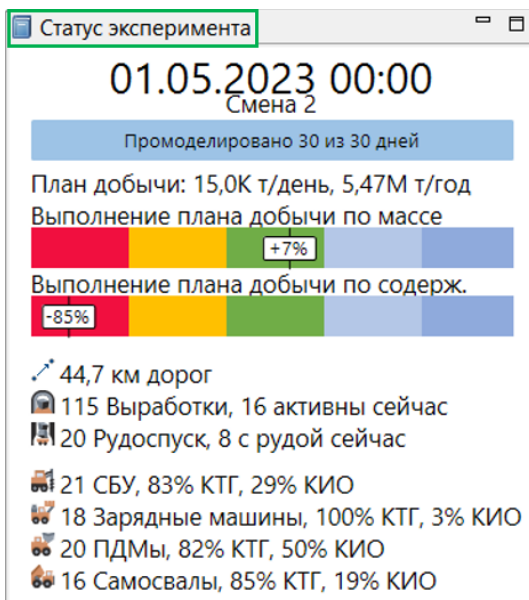 Статус эксперимента
01.05.2023 00:00
Смена 2
Промоделировано 30 из 30 дней
План добычи: 15,0К т/день, 5,47М т/год
Выполнение плана добычи по массе
+7%
Выполнение плана добычи по содерж.
-85%
44,7 км дорог
115 Выработки, 16 активны сейчас
20 Рудоспуск, 8 с рудой сейчас
21 СБУ, 83% КТГ, 29% КИО
18 Зарядные машины, 100% КТГ, 3% КИО
20 ПДМы, 82% КТГ, 50% КИО
16 Самосвалы, 85% КТГ, 19% КИО